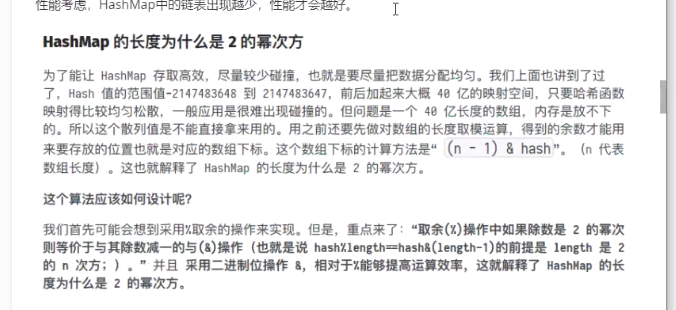 性能考虑，HashMap中的链表出现越少，性能才会越好。
HashMap 的长度为什么是 2 的幂次方
为了能让 HashMap 存取高效，尽量较少碰撞，也就是要尽量把数据分配均匀。我们上面也讲到了过
了，Hash 值的范围值-2147483648 到 2147483647，前后加起来大概 40 亿的映射空间，只要哈希函数
映射得比较均匀松散，一般应用是很难出现碰撞的。但问题是一个 40 亿长度的数组，内存是放不下
的。所以这个散列值是不能直接拿来用的。用之前还要先做对数组的长度取模运算，得到的余数才能用
来要存放的位置也就是对应的数组下标。这个数组下标的计算方法是“ (n - 1) & hash”。（n 代表
数组长度）。这也就解释了 HashMap 的长度为什么是 2 的幂次方。
这个算法应该如何设计呢?
我们首先可能会想到采用%取余的操作来实现。但是，重点来了：“取余(%)操作中如果除数是 2 的幂次
则等价于与其除数减一的与(&)操作（也就是说 hash%length==hash&(length-1)的前提是 length 是 2
的 n 次方；）。”并且 采用二进制位操作 &，相对于%能够提高运算效率，这就解释了 HashMap 的长
度为什么是 2 的幂次方。